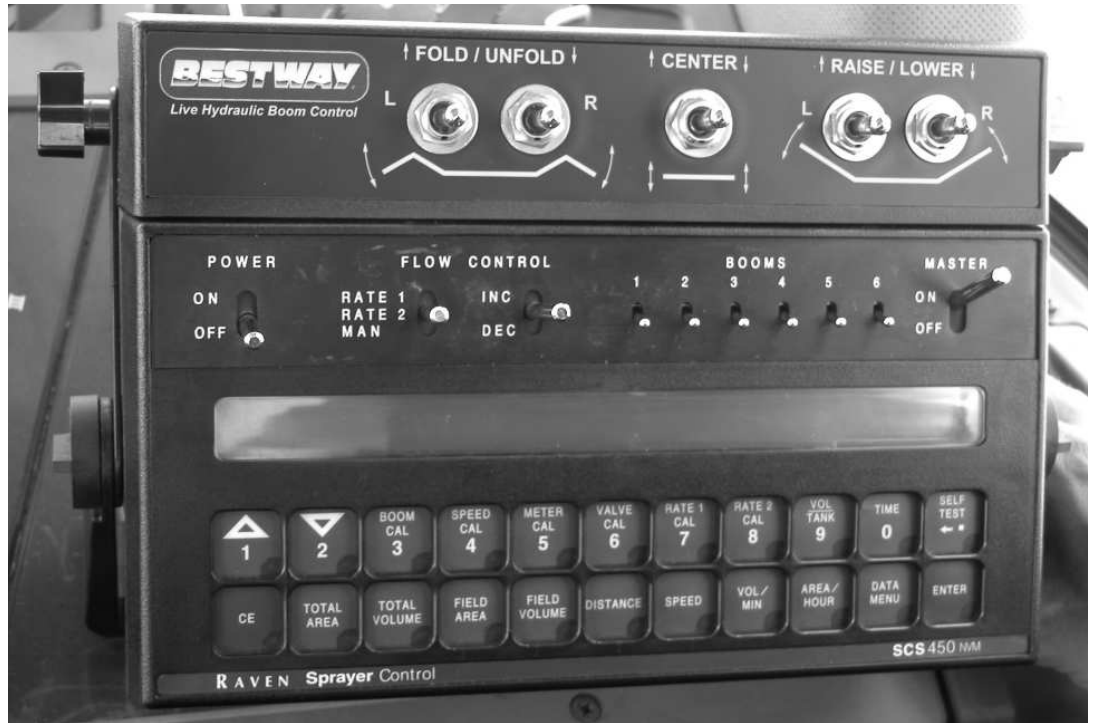 BESTWAY
Live Hydraulic Boom Control
↑ FOLD / UNFOLD ↓
L
R
↑ CENTER ↓
↑ RAISE / LOWER ↓
L
R
POWER
ON
OFF
FLOW CONTROL
RATE 1
RATE 2
MAN
INC
DEC
BOOMS
1 2 3 4 5 6
MASTER
ON
OFF
1
2
BOOM
CAL
3
SPEED
CAL
4
METER
CAL
5
VALVE
CAL
6
RATE 1
CAL
7
RATE 2
CAL
8
VOL
TANK
9
TIME
0
SELF
TEST
CE
TOTAL
AREA
TOTAL
VOLUME
FIELD
AREA
FIELD
VOLUME
DISTANCE
SPEED
VOL /
MIN
AREA /
HOUR
DATA
MENU
ENTER
SCS 450 NVM
RAVEN Sprayer Control